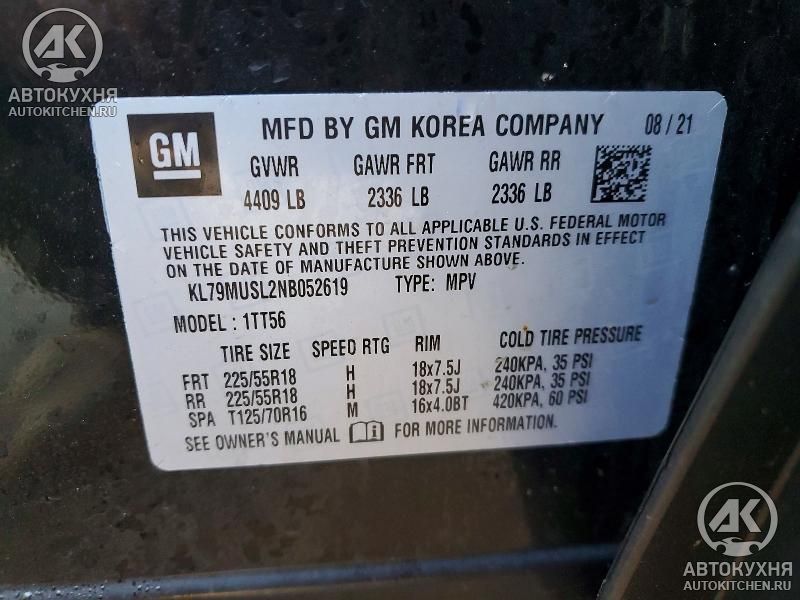 АВТОКУХНЯ
AUTOKITCHEN.RU
GM
MFD BY GM KOREA COMPANY 08 / 21
GVWR GAWR FRT GAWR RR
4409 LB 2336 LB 2336 LB
THIS VEHICLE CONFORMS TO ALL APPLICABLE U.S. FEDERAL MOTOR
VEHICLE SAFETY AND THEFT PREVENTION STANDARDS IN EFFECT
ON THE DATE OF MANUFACTURE SHOWN ABOVE.
KL79MUSL2NB052619 TYPE: MPV
MODEL : 1TT56
TIRE SIZE SPEED RTG RIM COLD TIRE PRESSURE
FRT 225/55R18 H 18x7.5J 240KPA, 35 PSI
RR 225/55R18 H 18x7.5J 240KPA, 35 PSI
SPA T125/70R16 M 16x4.0BT 420KPA, 60 PSI
SEE OWNER'S MANUAL FOR MORE INFORMATION.
АВТОКУХНЯ
AUTOKITCHEN.RU